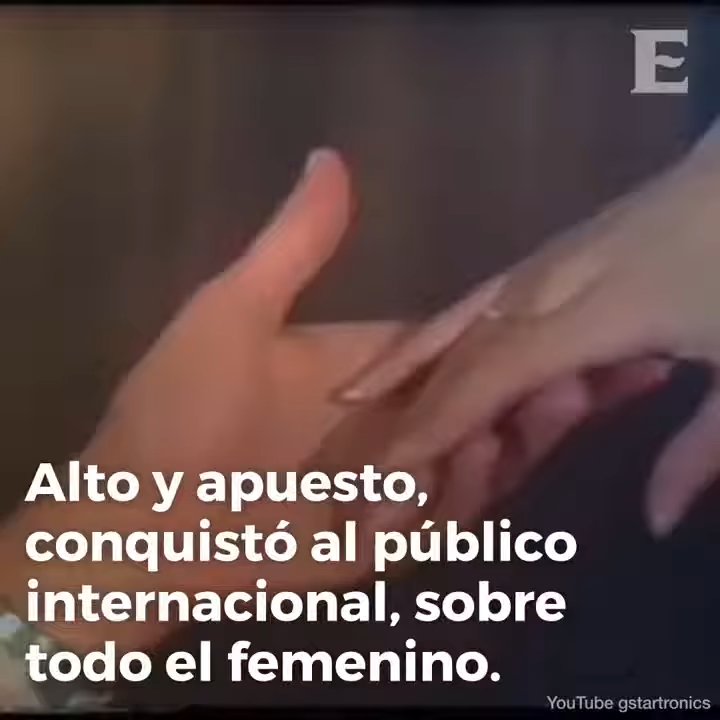 E
Alto y apuesto,
conquistó al público
internacional, sobre
todo el femenino.
YouTube gstartronics